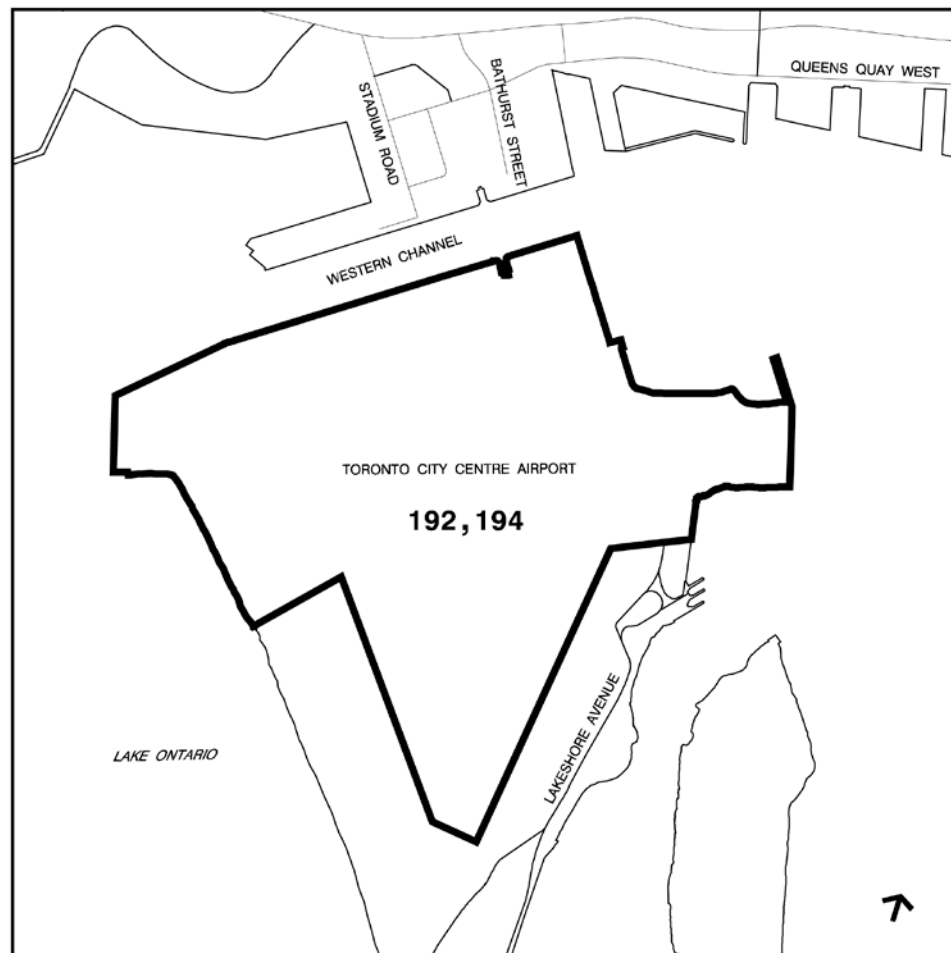 QUEENS QUAY WEST
BATHURST STREET
STADIUM ROAD
WESTERN CHANNEL
TORONTO CITY CENTRE AIRPORT
192,194
LAKESHORE AVENUE
LAKE ONTARIO